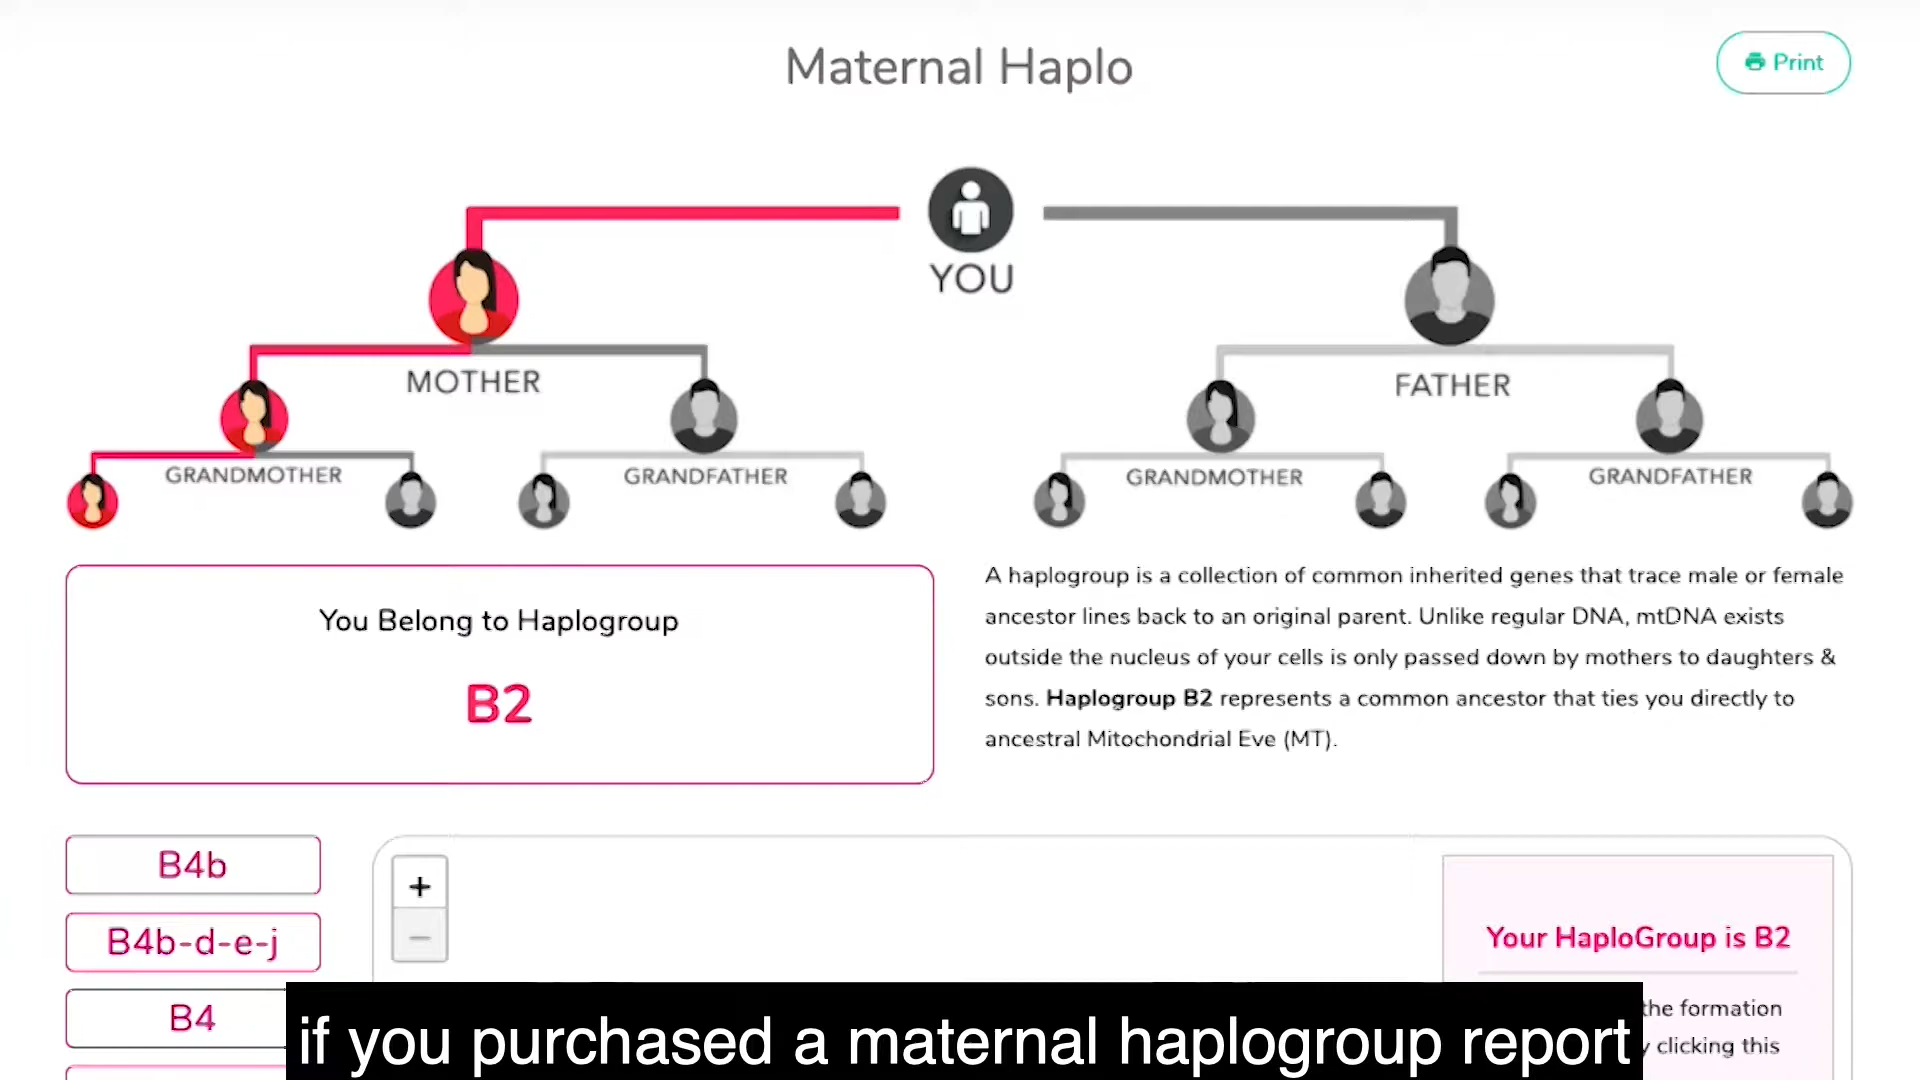 Maternal Haplo
Print
YOU
MOTHER
FATHER
GRANDMOTHER
GRANDFATHER
GRANDMOTHER
GRANDFATHER
You Belong to Haplogroup
B2
A haplogroup is a collection of common inherited genes that trace male or female
ancestor lines back to an original parent. Unlike regular DNA, mtDNA exists
outside the nucleus of your cells is only passed down by mothers to daughters &
sons. Haplogroup B2 represents a common ancestor that ties you directly to
ancestral Mitochondrial Eve (MT).
B4b
B4b-d-e-j
B4
+
−
Your HaploGroup is B2
the formation
clicking this
if you purchased a maternal haplogroup report